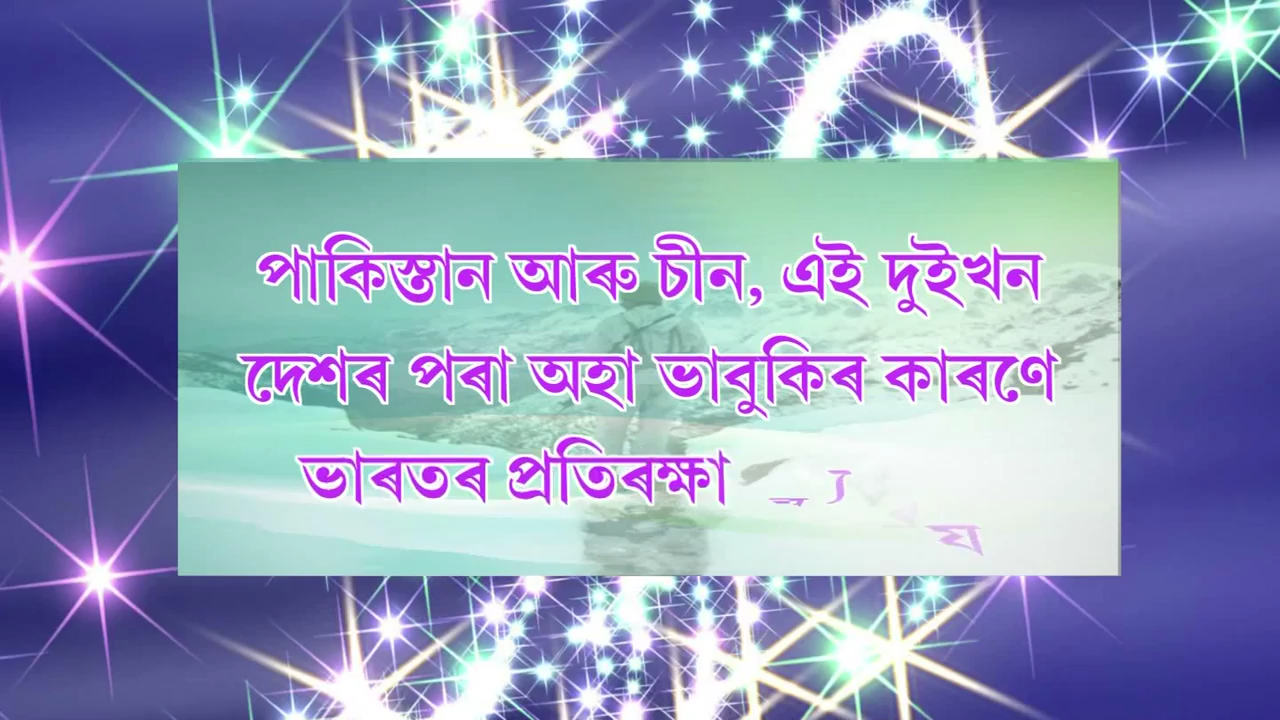 পাকিস্তান আৰু চীন, এই দুইখন
দেশৰ পৰা অহা ভাবুকিৰ কাৰণে
ভাৰতৰ প্ৰতিৰক্ষা